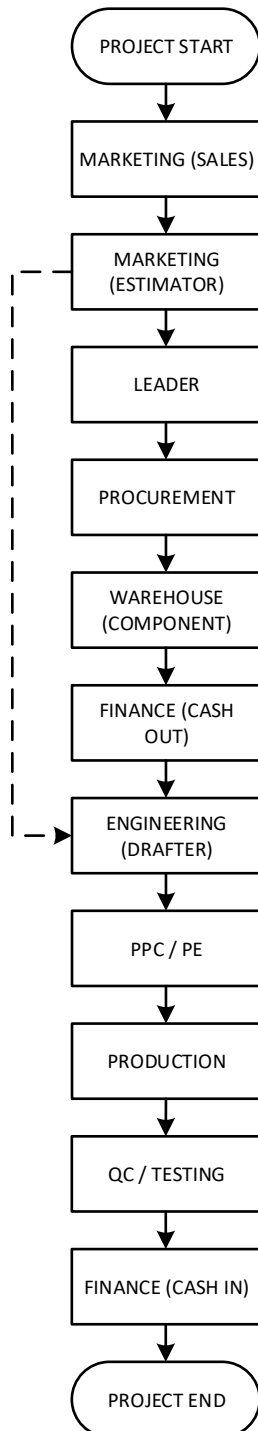 PROJECT START
MARKETING (SALES)
MARKETING
(ESTIMATOR)
LEADER
PROCUREMENT
WAREHOUSE
(COMPONENT)
FINANCE (CASH
OUT)
ENGINEERING
(DRAFTER)
PPC / PE
PRODUCTION
QC / TESTING
FINANCE (CASH IN)
PROJECT END